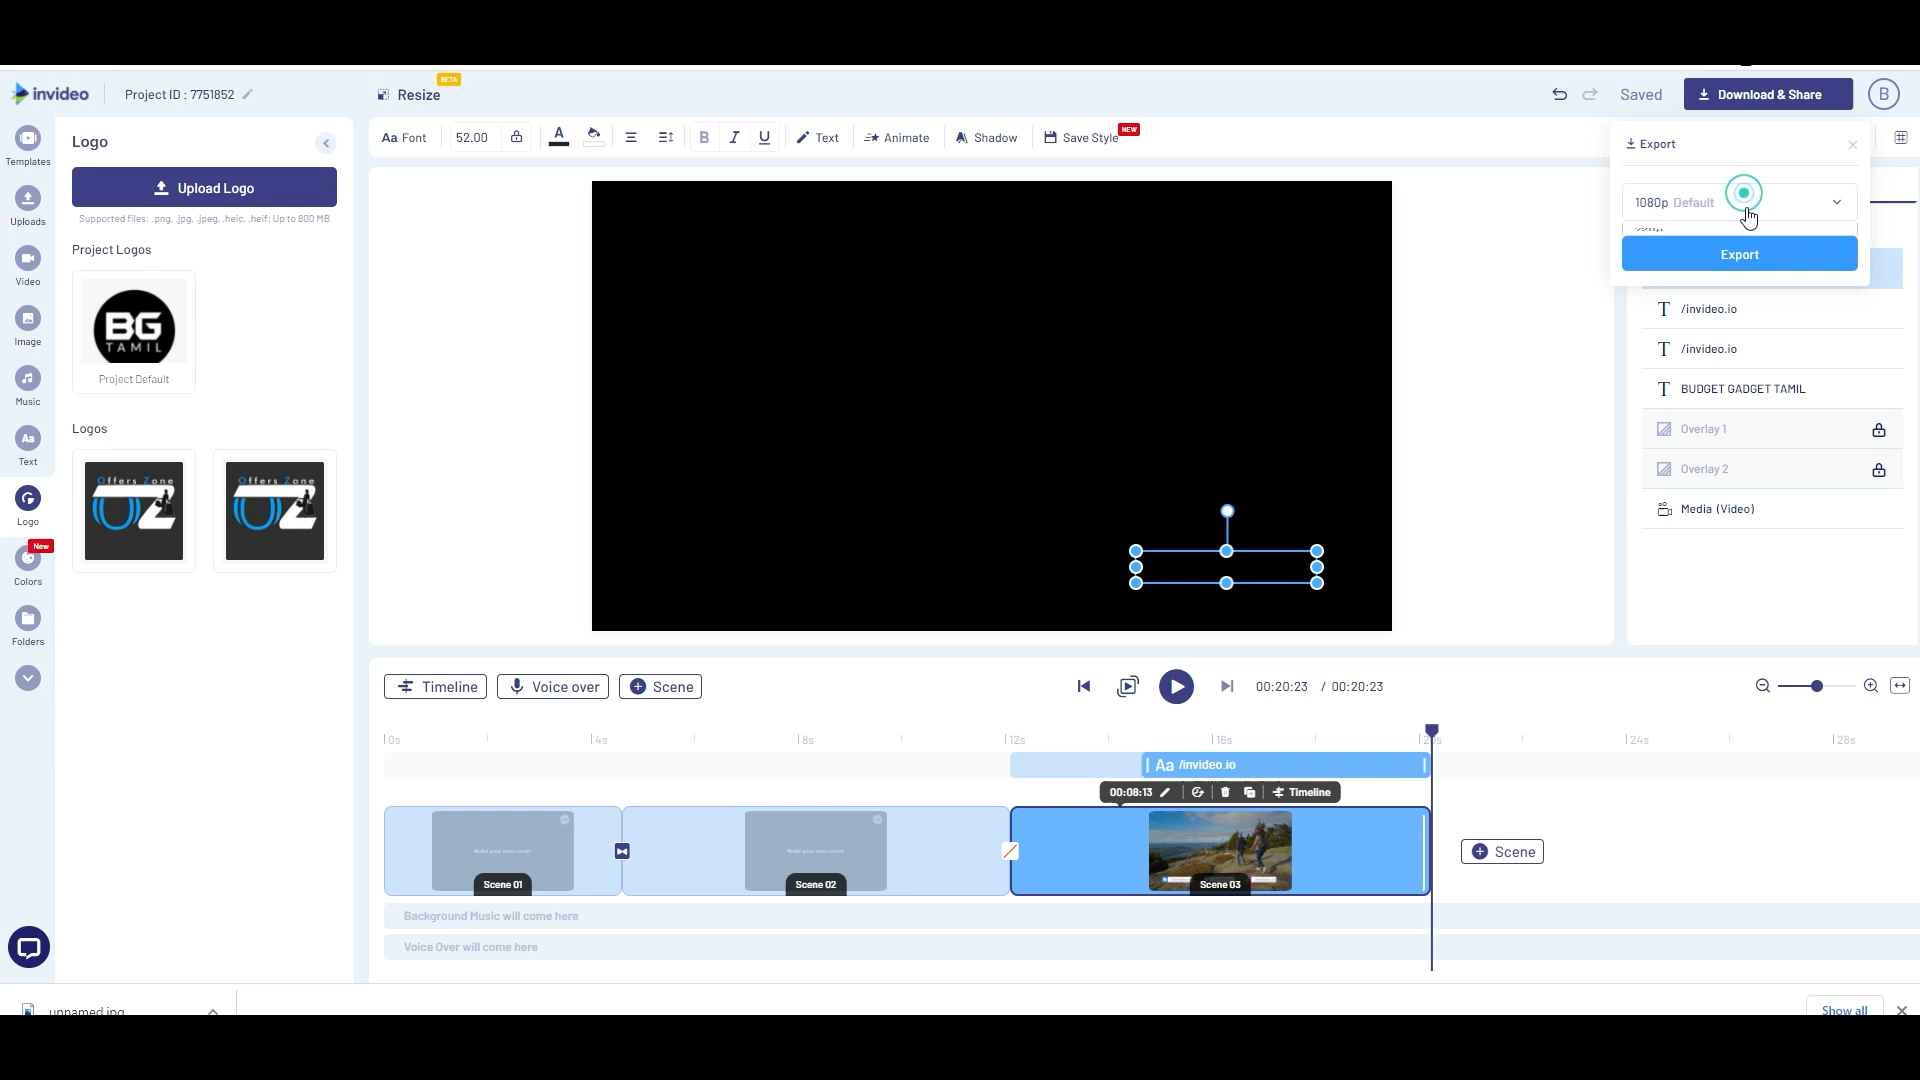 invideo
Project ID : 7751852
BETA
Resize
Saved
Download & Share
B
Templates
Uploads
Video
Image
Music
Text
Logo
New
Colors
Folders
Logo
Upload Logo
Supported files: .png, .jpg, .jpeg, .heic, .heif; Up to 800 MB
Project Logos
BG
TAMIL
Project Default
Logos
Offers Zone
OZ
Offers Zone
OZ
Aa Font
52.00
A
B
I
U
Text
Animate
Shadow
Save Style
NEW
Export
1080p Default
Export
T /invideo.io
T /invideo.io
T BUDGET GADGET TAMIL
Overlay 1
Overlay 2
Media (Video)
Timeline
Voice over
Scene
00:20:23 / 00:20:23
0s
4s
8s
12s
16s
24s
28s
Aa /invideo.io
00:08:13
Timeline
Scene 01
Scene 02
Scene 03
Scene
Background Music will come here
Voice Over will come here
unnamed.jpg
Show all